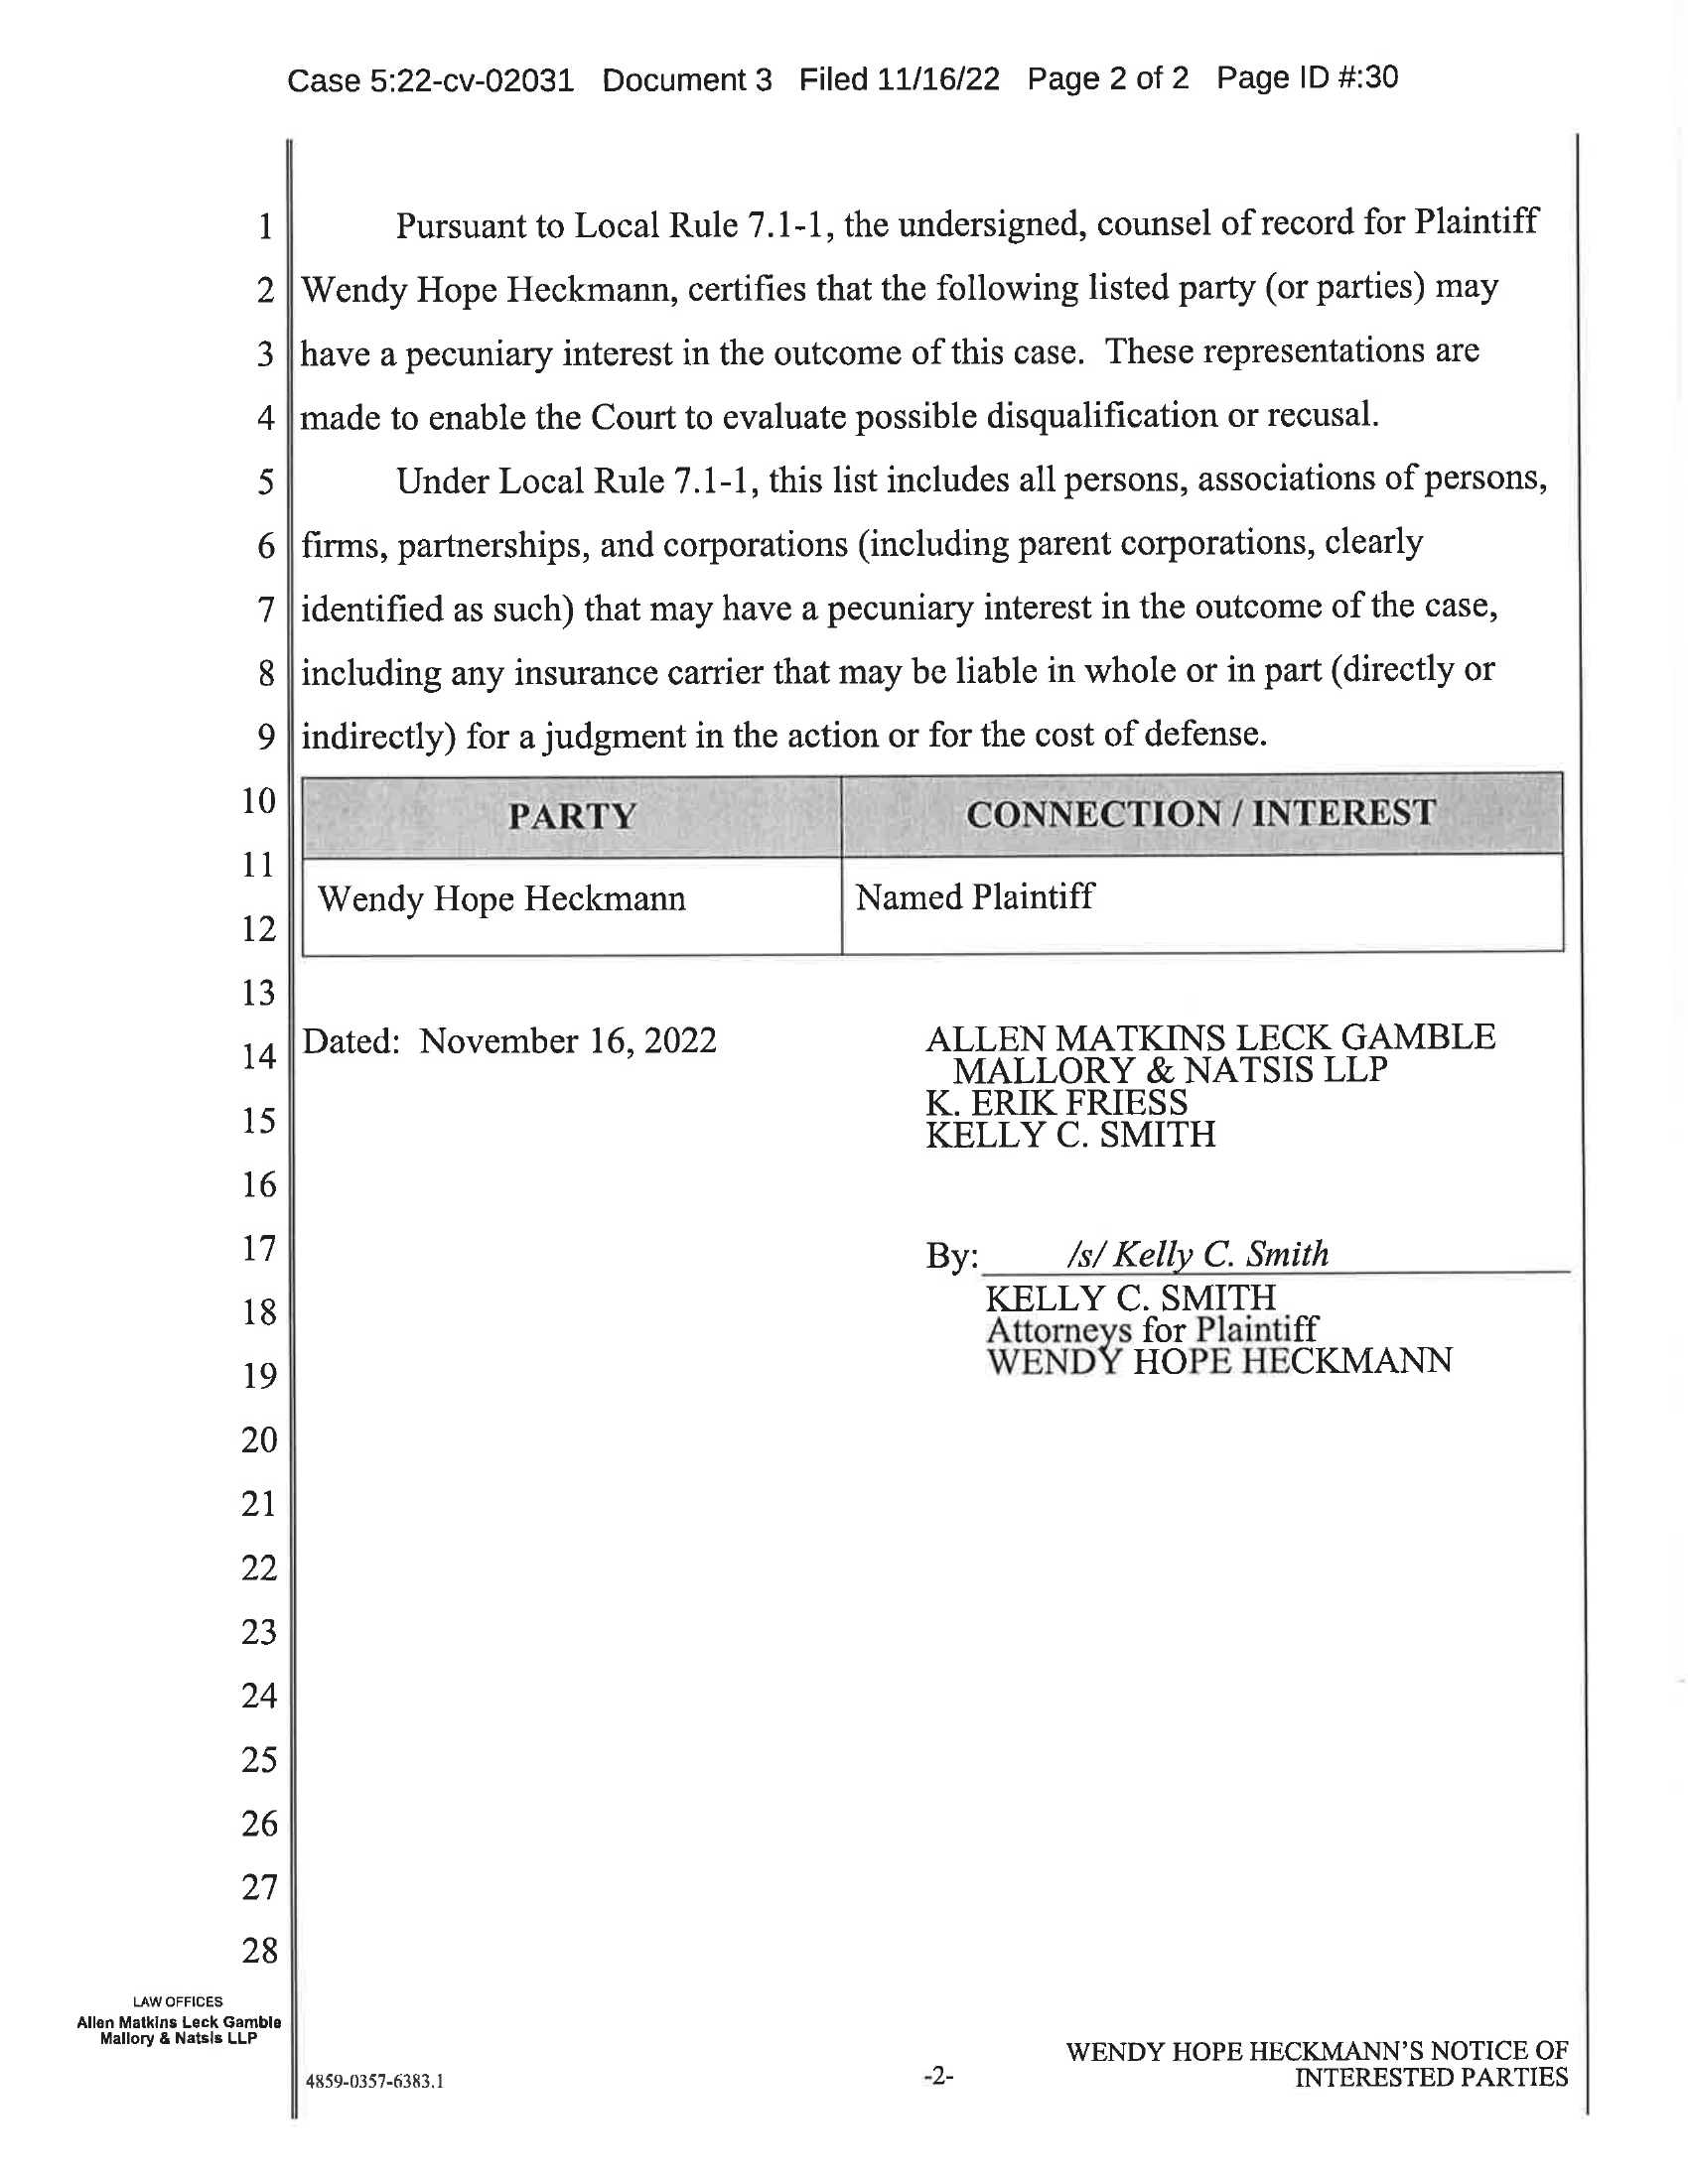 Case 5:22-cv-02031 Document 3 Filed 11/16/22 Page 2 of 2 Page ID #:30
1 Pursuant to Local Rule 7.1-1, the undersigned, counsel of record for Plaintiff
2 Wendy Hope Heckmann, certifies that the following listed party (or parties) may
3 have a pecuniary interest in the outcome of this case. These representations are
4 made to enable the Court to evaluate possible disqualification or recusal.
5 Under Local Rule 7.1-1, this list includes all persons, associations of persons,
6 firms, partnerships, and corporations (including parent corporations, clearly
7 identified as such) that may have a pecuniary interest in the outcome of the case,
8 including any insurance carrier that may be liable in whole or in part (directly or
9 indirectly) for a judgment in the action or for the cost of defense.
10 PARTY CONNECTION / INTEREST
11
Wendy Hope Heckmann Named Plaintiff
12
13
14 Dated: November 16, 2022 ALLEN MATKINS LECK GAMBLE
MALLORY & NATSIS LLP
K. ERIK FRIESS
15 KELLY C. SMITH
16
17 By: /s/ Kelly C. Smith
18 KELLY C. SMITH
Attorneys for Plaintiff
19 WENDY HOPE HECKMANN
20
21
22
23
24
25
26
27
28
LAW OFFICES
Allen Matkins Leck Gamble
Mallory & Natsis LLP
WENDY HOPE HECKMANN'S NOTICE OF
4859-0357-6383.1 -2- INTERESTED PARTIES